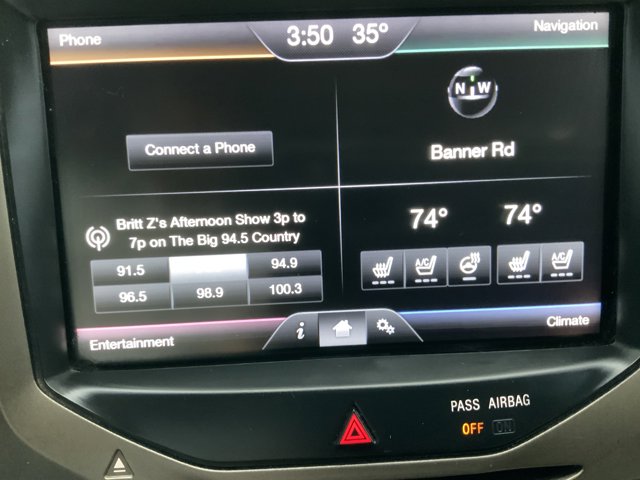 Phone
3:50 35°
Navigation
N W
Connect a Phone
Banner Rd
Britt Z's Afternoon Show 3p to
7p on The Big 94.5 Country
91.5
94.9
96.5
98.9
100.3
74°
74°
A/C
A/C
Entertainment
i
Climate
PASS AIRBAG
OFF ON